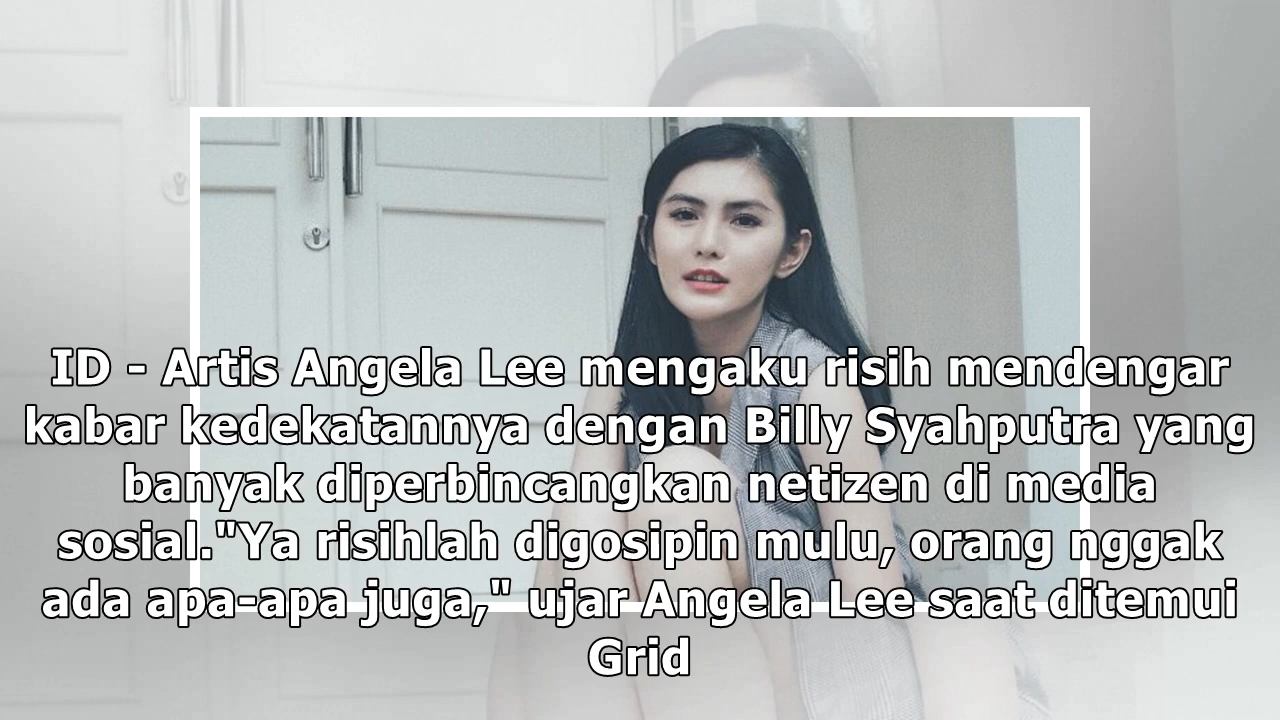 ID - Artis Angela Lee mengaku risih mendengar
kabar kedekatannya dengan Billy Syahputra yang
banyak diperbincangkan netizen di media
sosial."Ya risihlah digosipin mulu, orang nggak
ada apa-apa juga," ujar Angela Lee saat ditemui
Grid